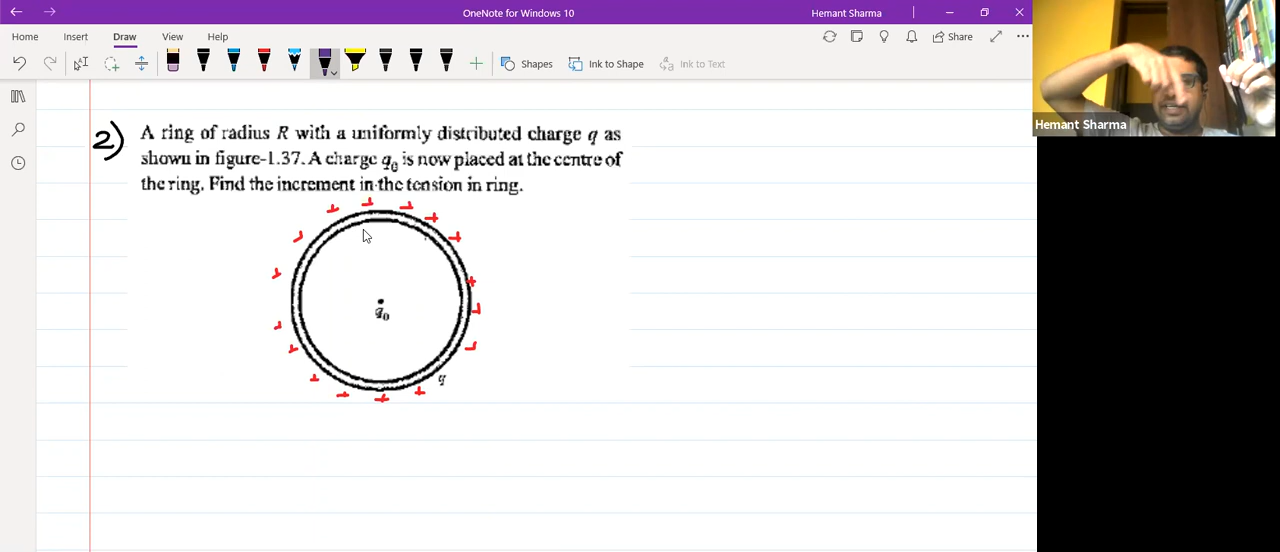 OneNote for Windows 10
Hemant Sharma
Home Insert Draw View Help
Share
Shapes
Ink to Shape
Ink to Text
Hemant Sharma
2) A ring of radius R with a uniformly distributed charge q as
shown in figure-1.37. A charge q₀ is now placed at the centre of
the ring. Find the increment in the tension in ring.
q₀
q